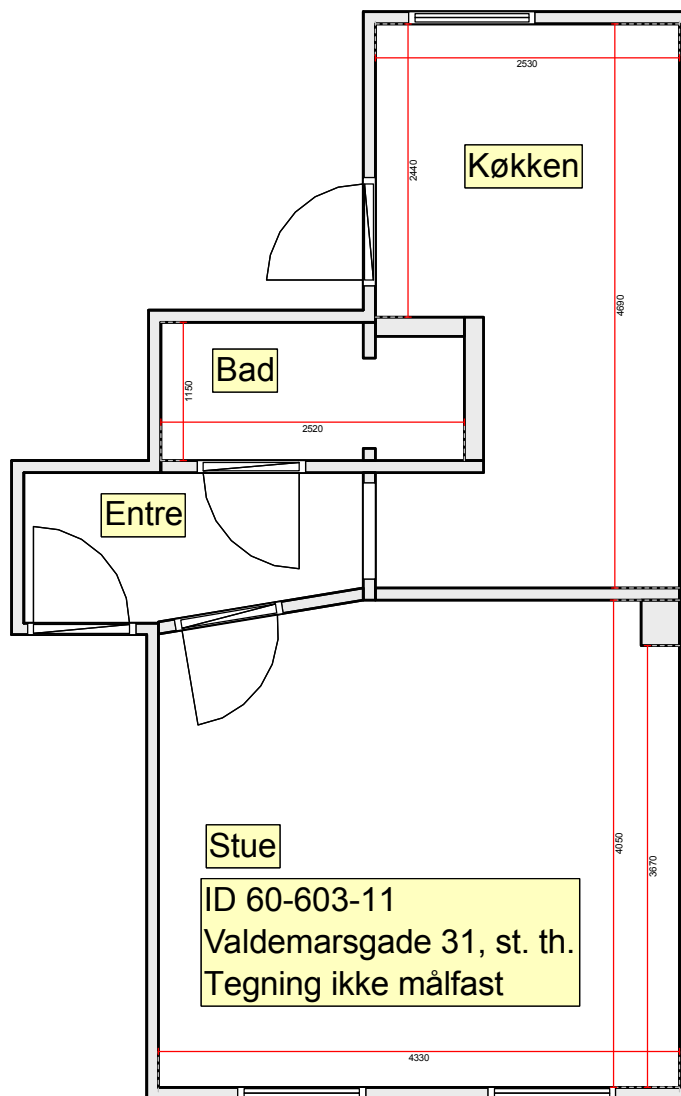 2530
2440
Køkken
4690
Bad
1150
2520
Entre
Stue
4050
3670
ID 60-603-11
Valdemarsgade 31, st. th.
Tegning ikke målfast
4330